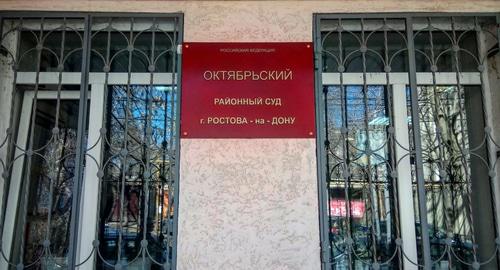 РОССИЙСКАЯ ФЕДЕРАЦИЯ
ОКТЯБРЬСКИЙ
РАЙОННЫЙ СУД
г. РОСТОВА - на - ДОНУ